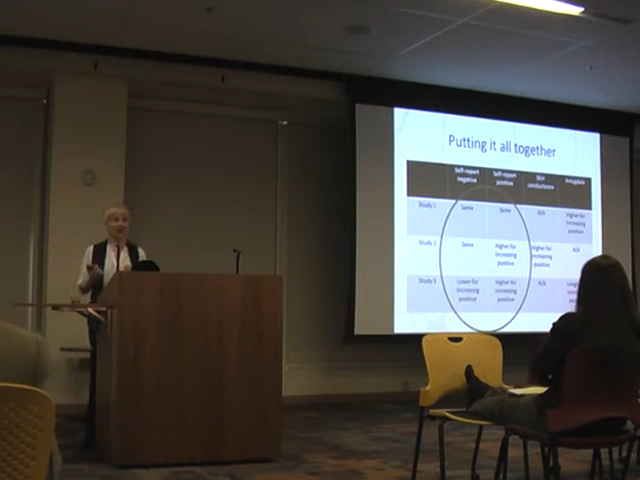 Putting it all together
Self-report negative Self-report positive Skin conductance Amygdala
Study 1 Same Same N/A Higher for increasing positive
Study 2 Same Higher for increasing positive Higher for increasing positive N/A
Study 3 Lower for increasing positive Higher for increasing positive N/A increasing positive